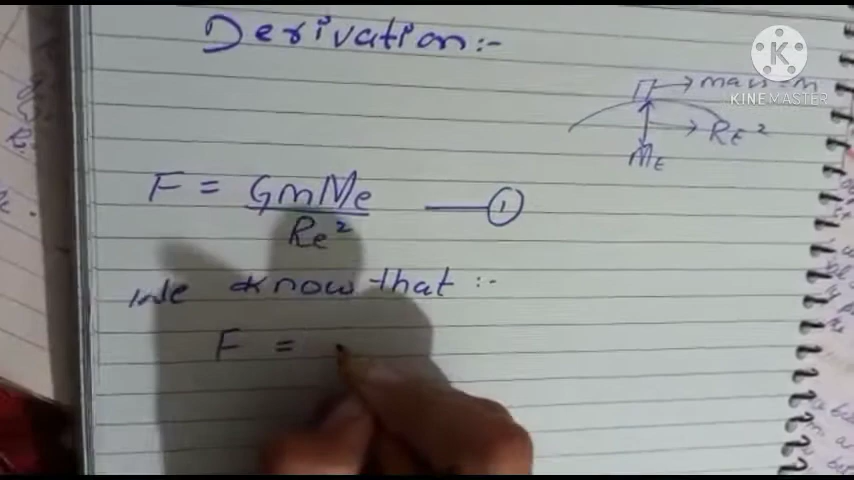 Derivation:-
mass-m
RE²
ME
F = GmMe — 1
Re²
We know that :-
F =
K
KINEMASTER